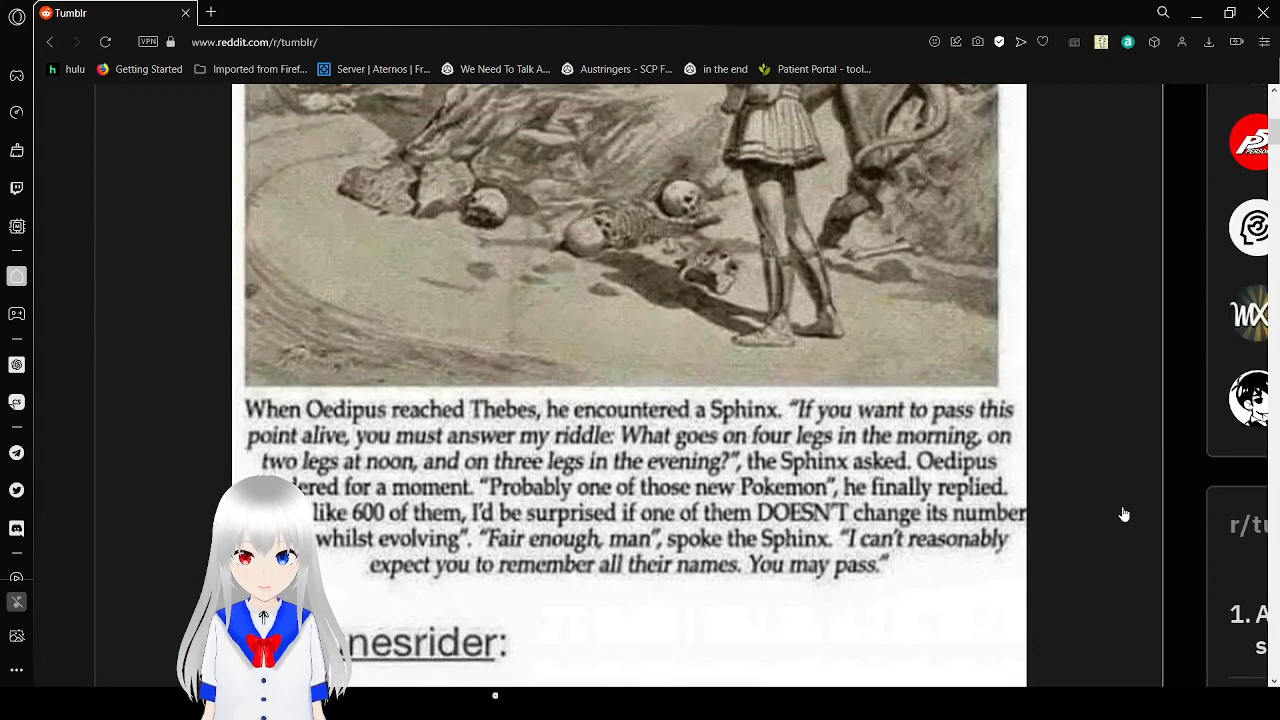 Tumblr
VPN
www.reddit.com/r/tumblr/
hulu
Getting Started
Imported from Firef...
Server | Aternos | Fr...
We Need To Talk A...
Austringers - SCP F...
in the end
Patient Portal - tool...
When Oedipus reached Thebes, he encountered a Sphinx. "If you want to pass this
point alive, you must answer my riddle: What goes on four legs in the morning, on
two legs at noon, and on three legs in the evening?", the Sphinx asked. Oedipus
dered for a moment. "Probably one of those new Pokemon", he finally replied.
like 600 of them, I'd be surprised if one of them DOESN'T change its number
whilst evolving". "Fair enough, man", spoke the Sphinx. "I can't reasonably
expect you to remember all their names. You may pass."
nesrider:
r/tu
1. A
s